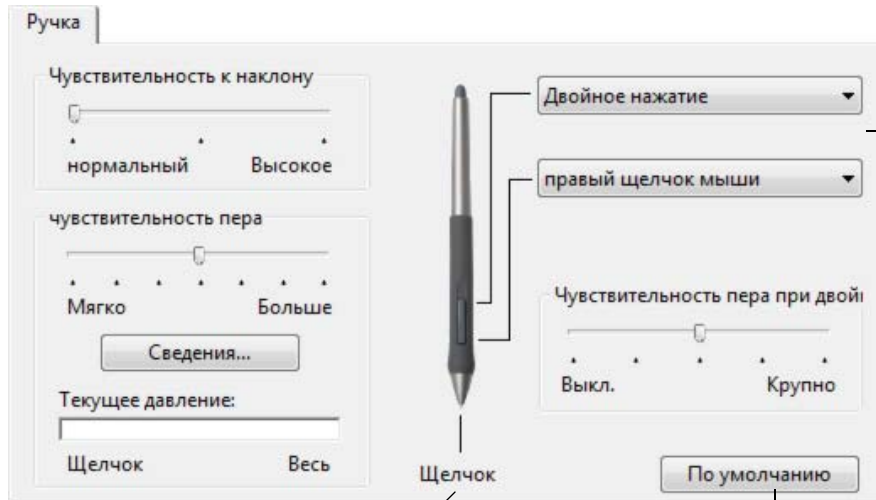 Ручка
Чувствительность к наклону
нормальный Высокое
чувствительность пера
Мягко Больше
Сведения...
Текущее давление:
Щелчок Весь
Двойное нажатие
правый щелчок мыши
Чувствительность пера при
Выкл. Крупно
Щелчок
По умолчанию